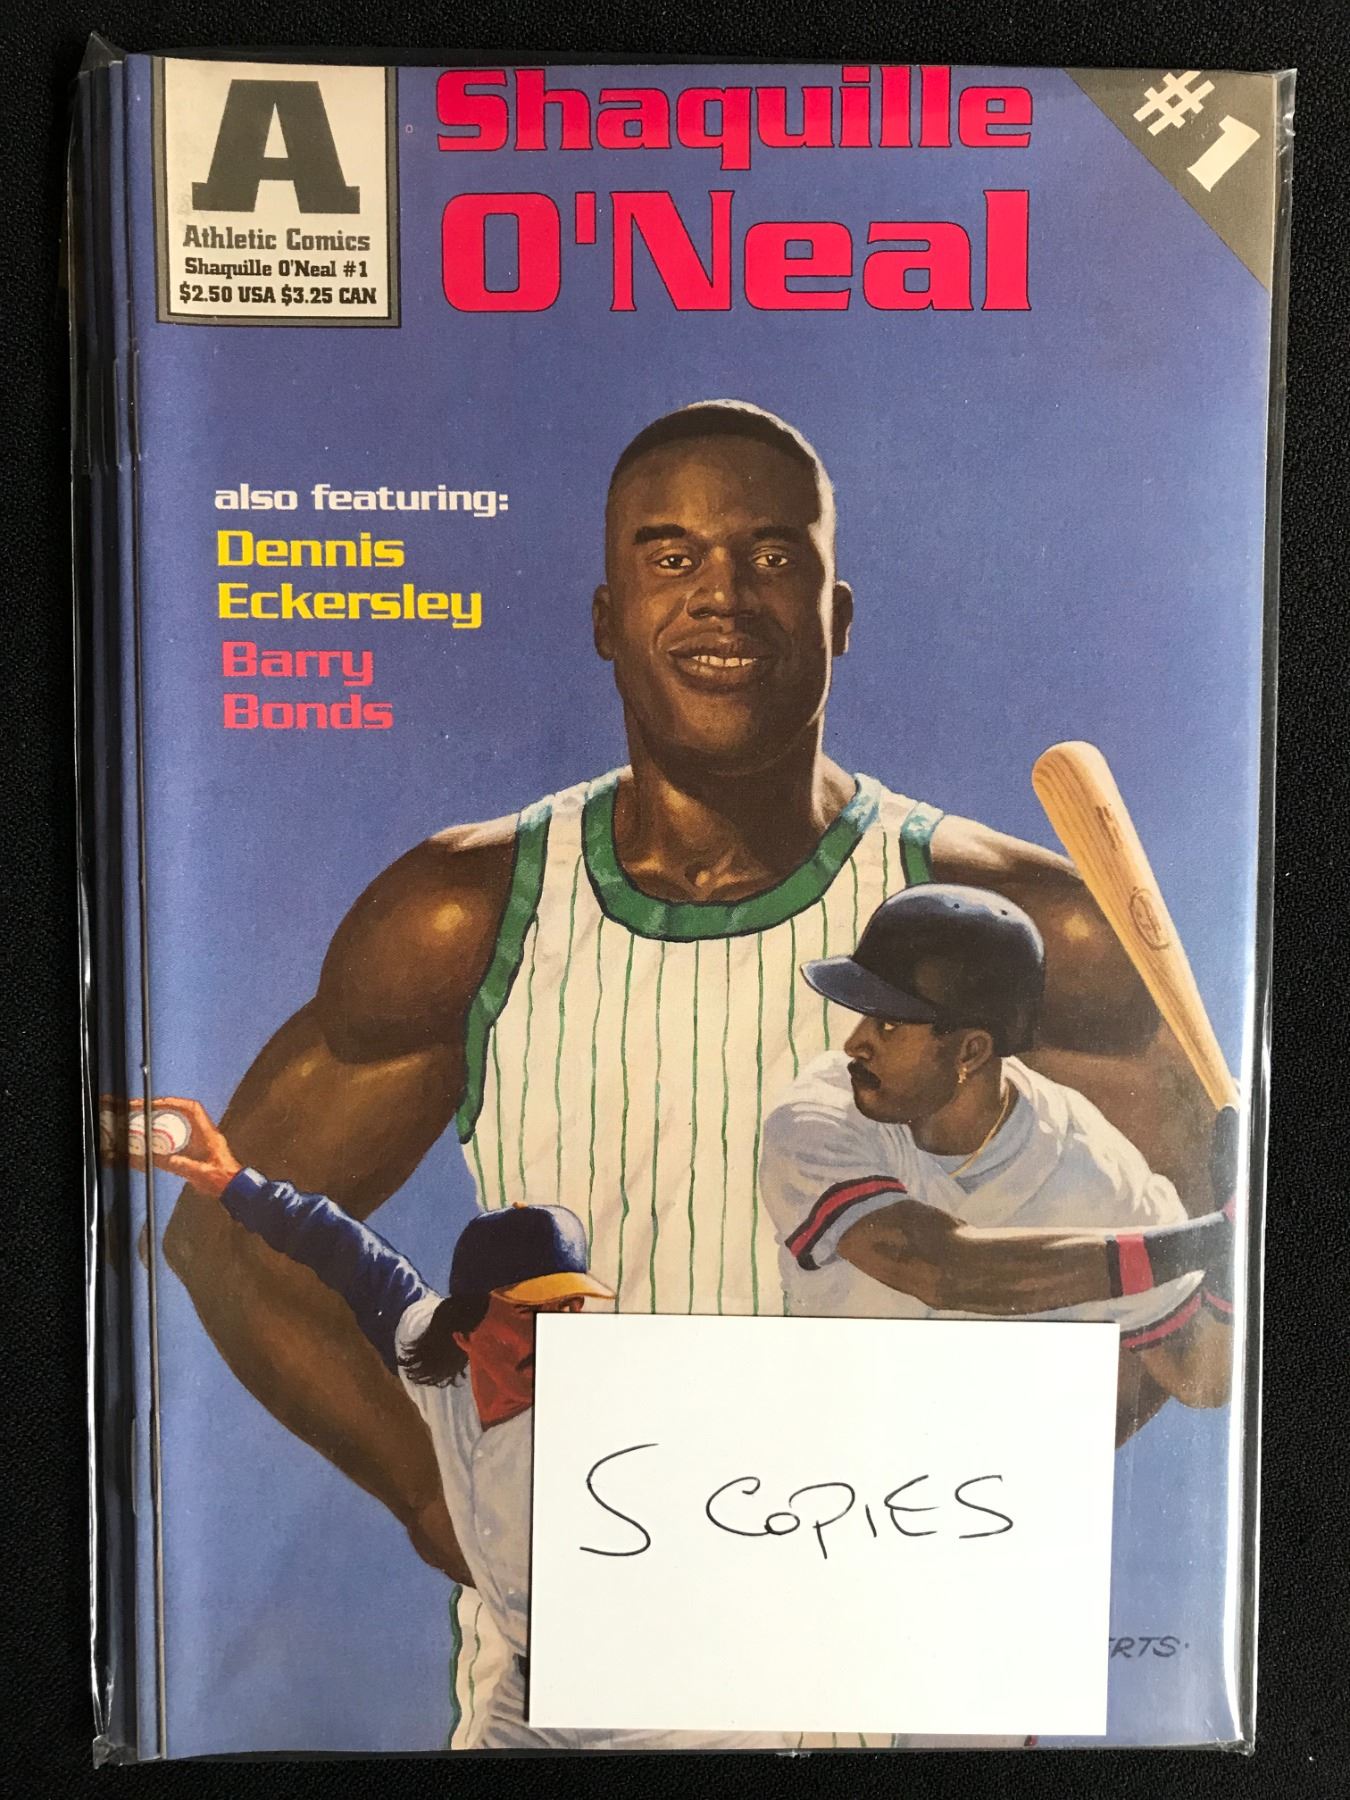 A
Athletic Comics
Shaquille O'Neal #1
$2.50 USA $3.25 CAN
Shaquille
O'Neal
#1
also featuring:
Dennis
Eckersley
Barry
Bonds
5 COPIES